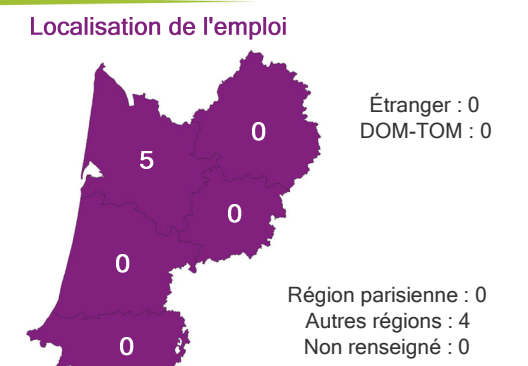 Localisation de l'emploi
Étranger : 0
DOM-TOM : 0
0
5
0
0
0
Région parisienne : 0
Autres régions : 4
Non renseigné : 0